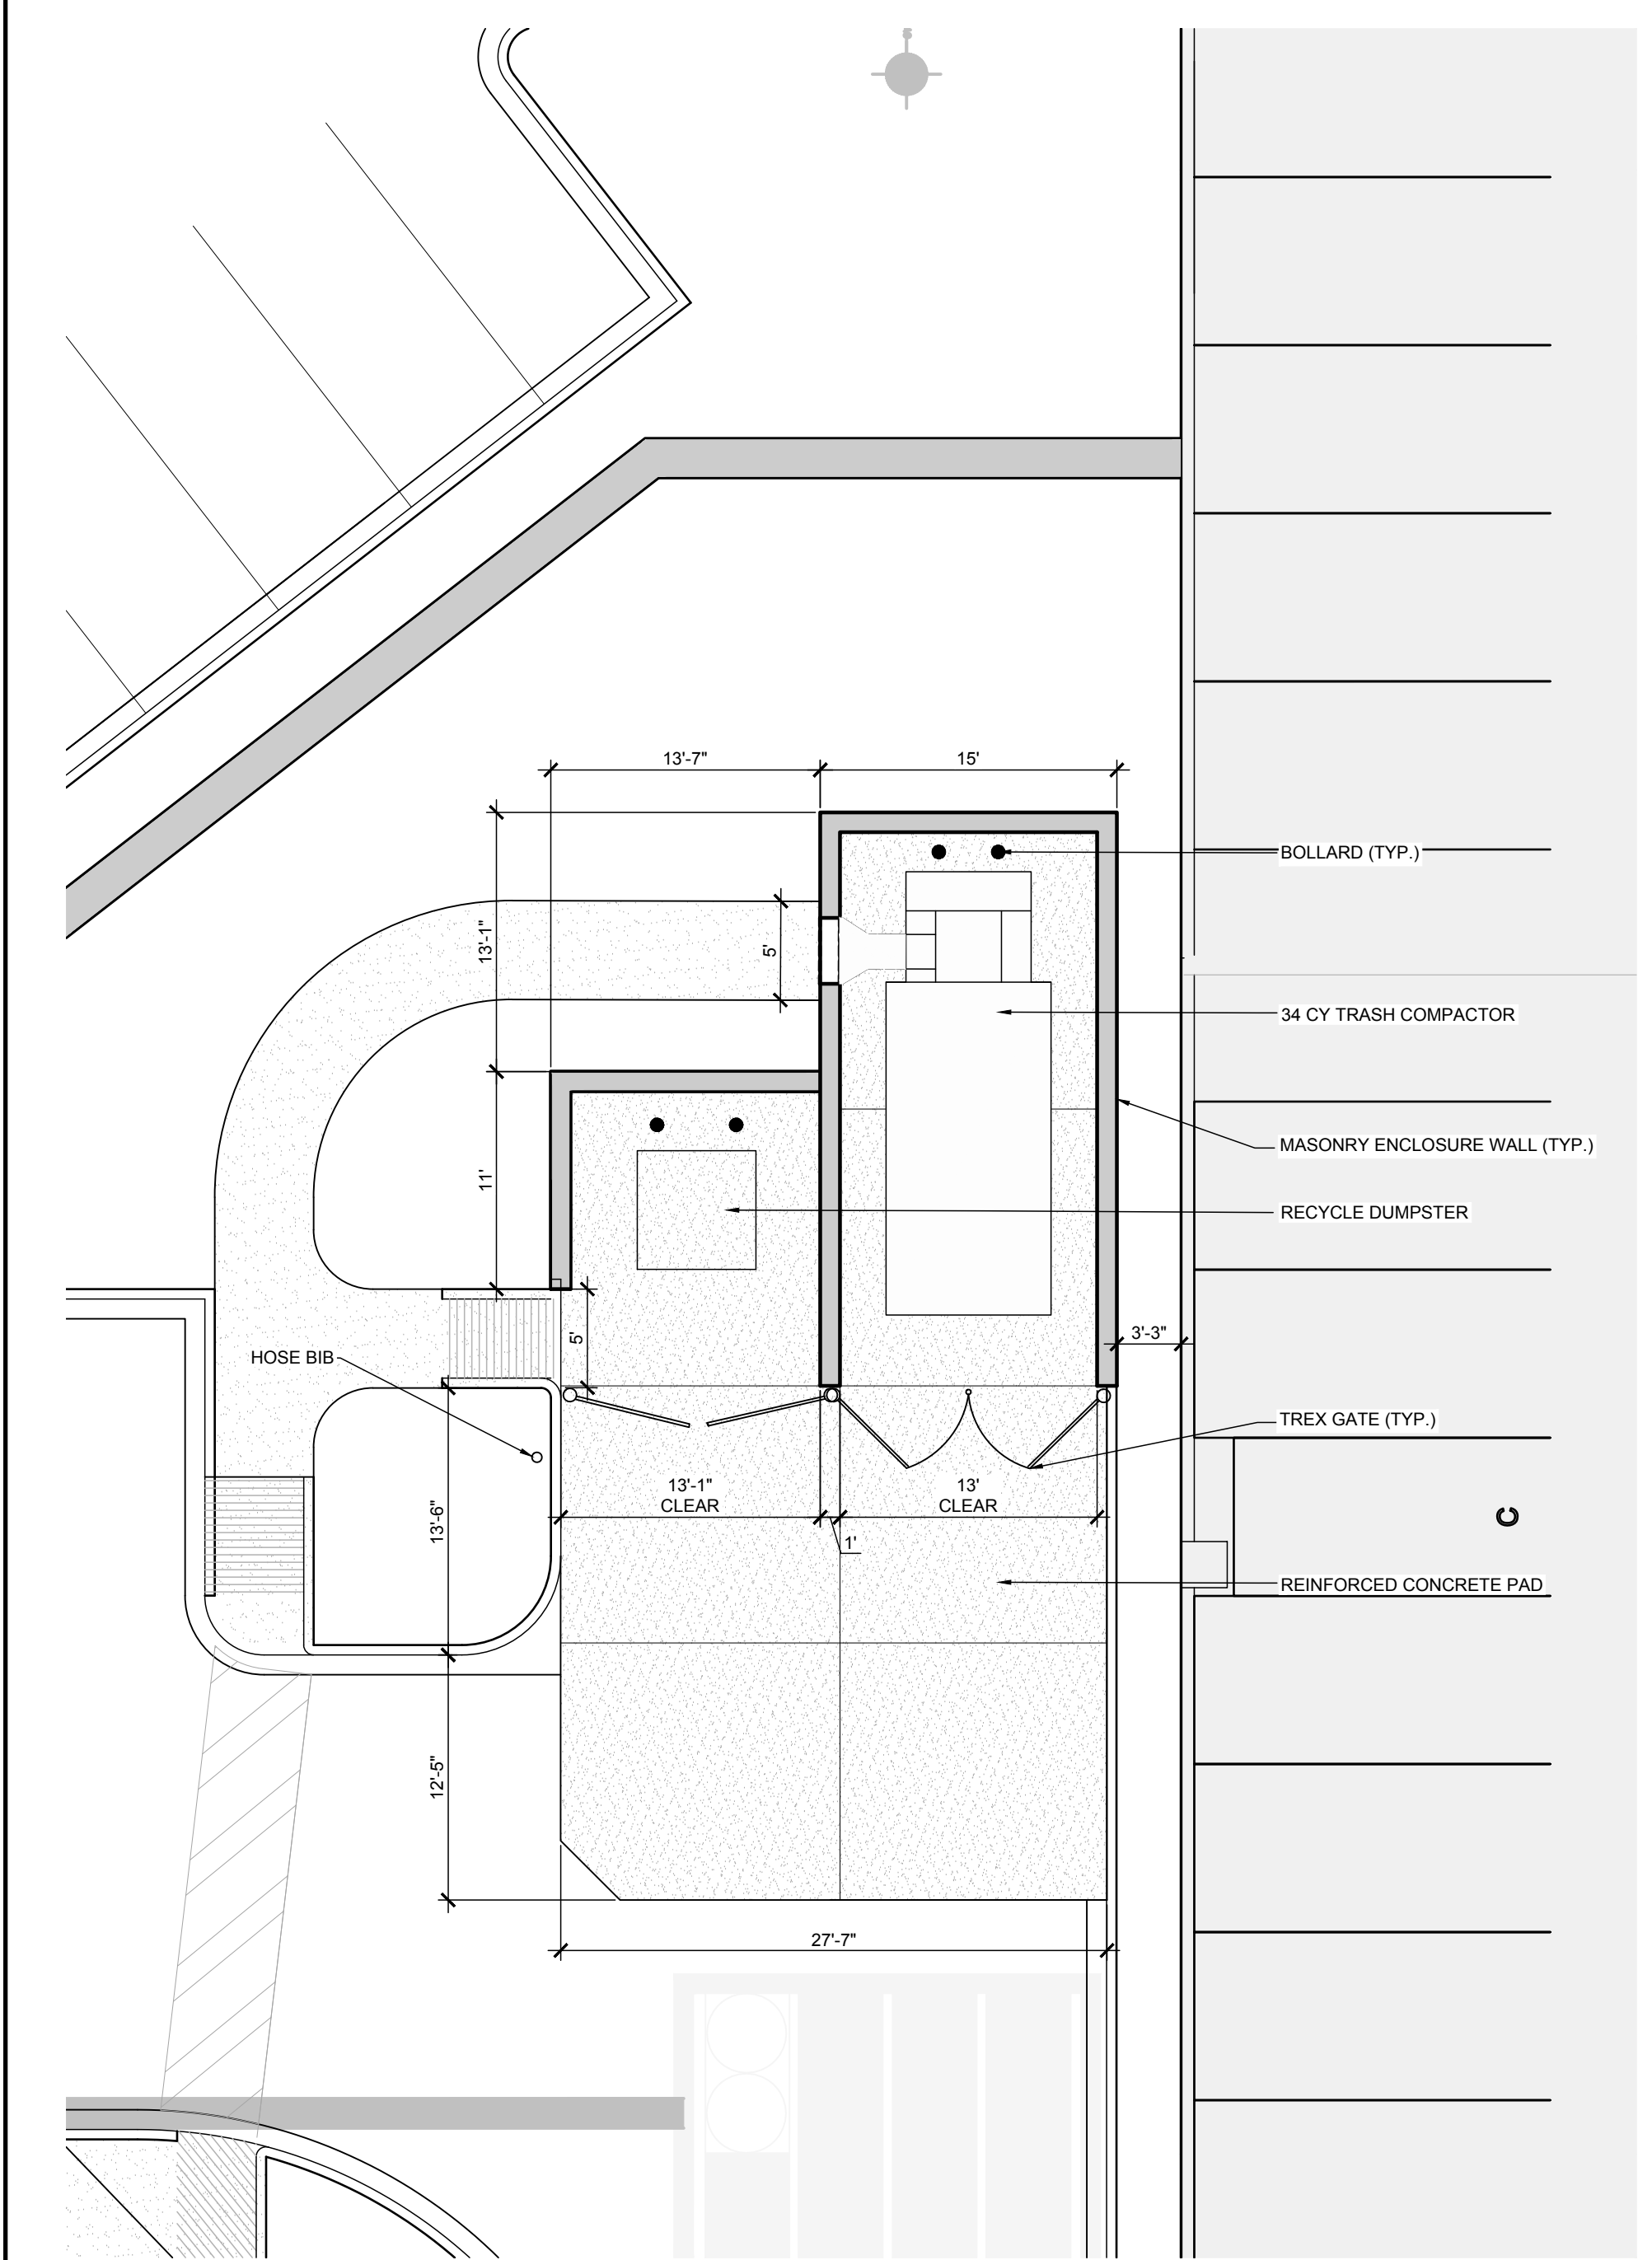 S
13'-7"
15'
BOLLARD (TYP.)
13'-1"
5'
34 CY TRASH COMPACTOR
MASONRY ENCLOSURE WALL (TYP.)
11'
RECYCLE DUMPSTER
5'
3'-3"
HOSE BIB
TREX GATE (TYP.)
13'-1"
CLEAR
13'
CLEAR
13'-6"
C
1'
REINFORCED CONCRETE PAD
12'-5"
27'-7"